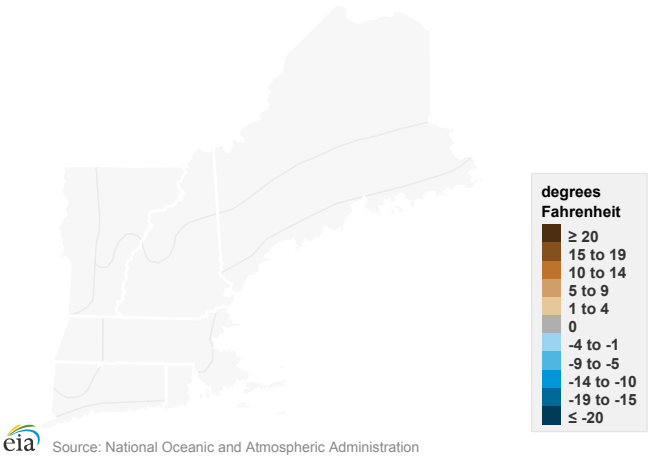 degrees
Fahrenheit
≥ 20
15 to 19
10 to 14
5 to 9
1 to 4
0
-4 to -1
-9 to -5
-14 to -10
-19 to -15
≤ -20
eia
Source: National Oceanic and Atmospheric Administration